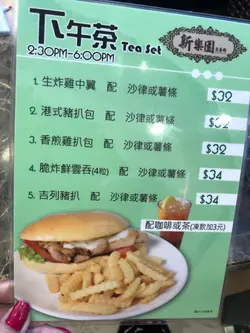 下午茶 Tea Set
2:30PM-6:00PM
新樂園
1. 生炸雞中翼 配 沙律或薯條 $32
2. 港式豬扒包 配 沙律或薯條 $32
3. 香煎雞扒包 配 沙律或薯條 $32
4. 脆炸鮮雲吞(4粒) 配 沙律或薯條 $34
5. 吉列豬扒 配 沙律或薯條 $34
配咖啡或茶(凍飲加3元)